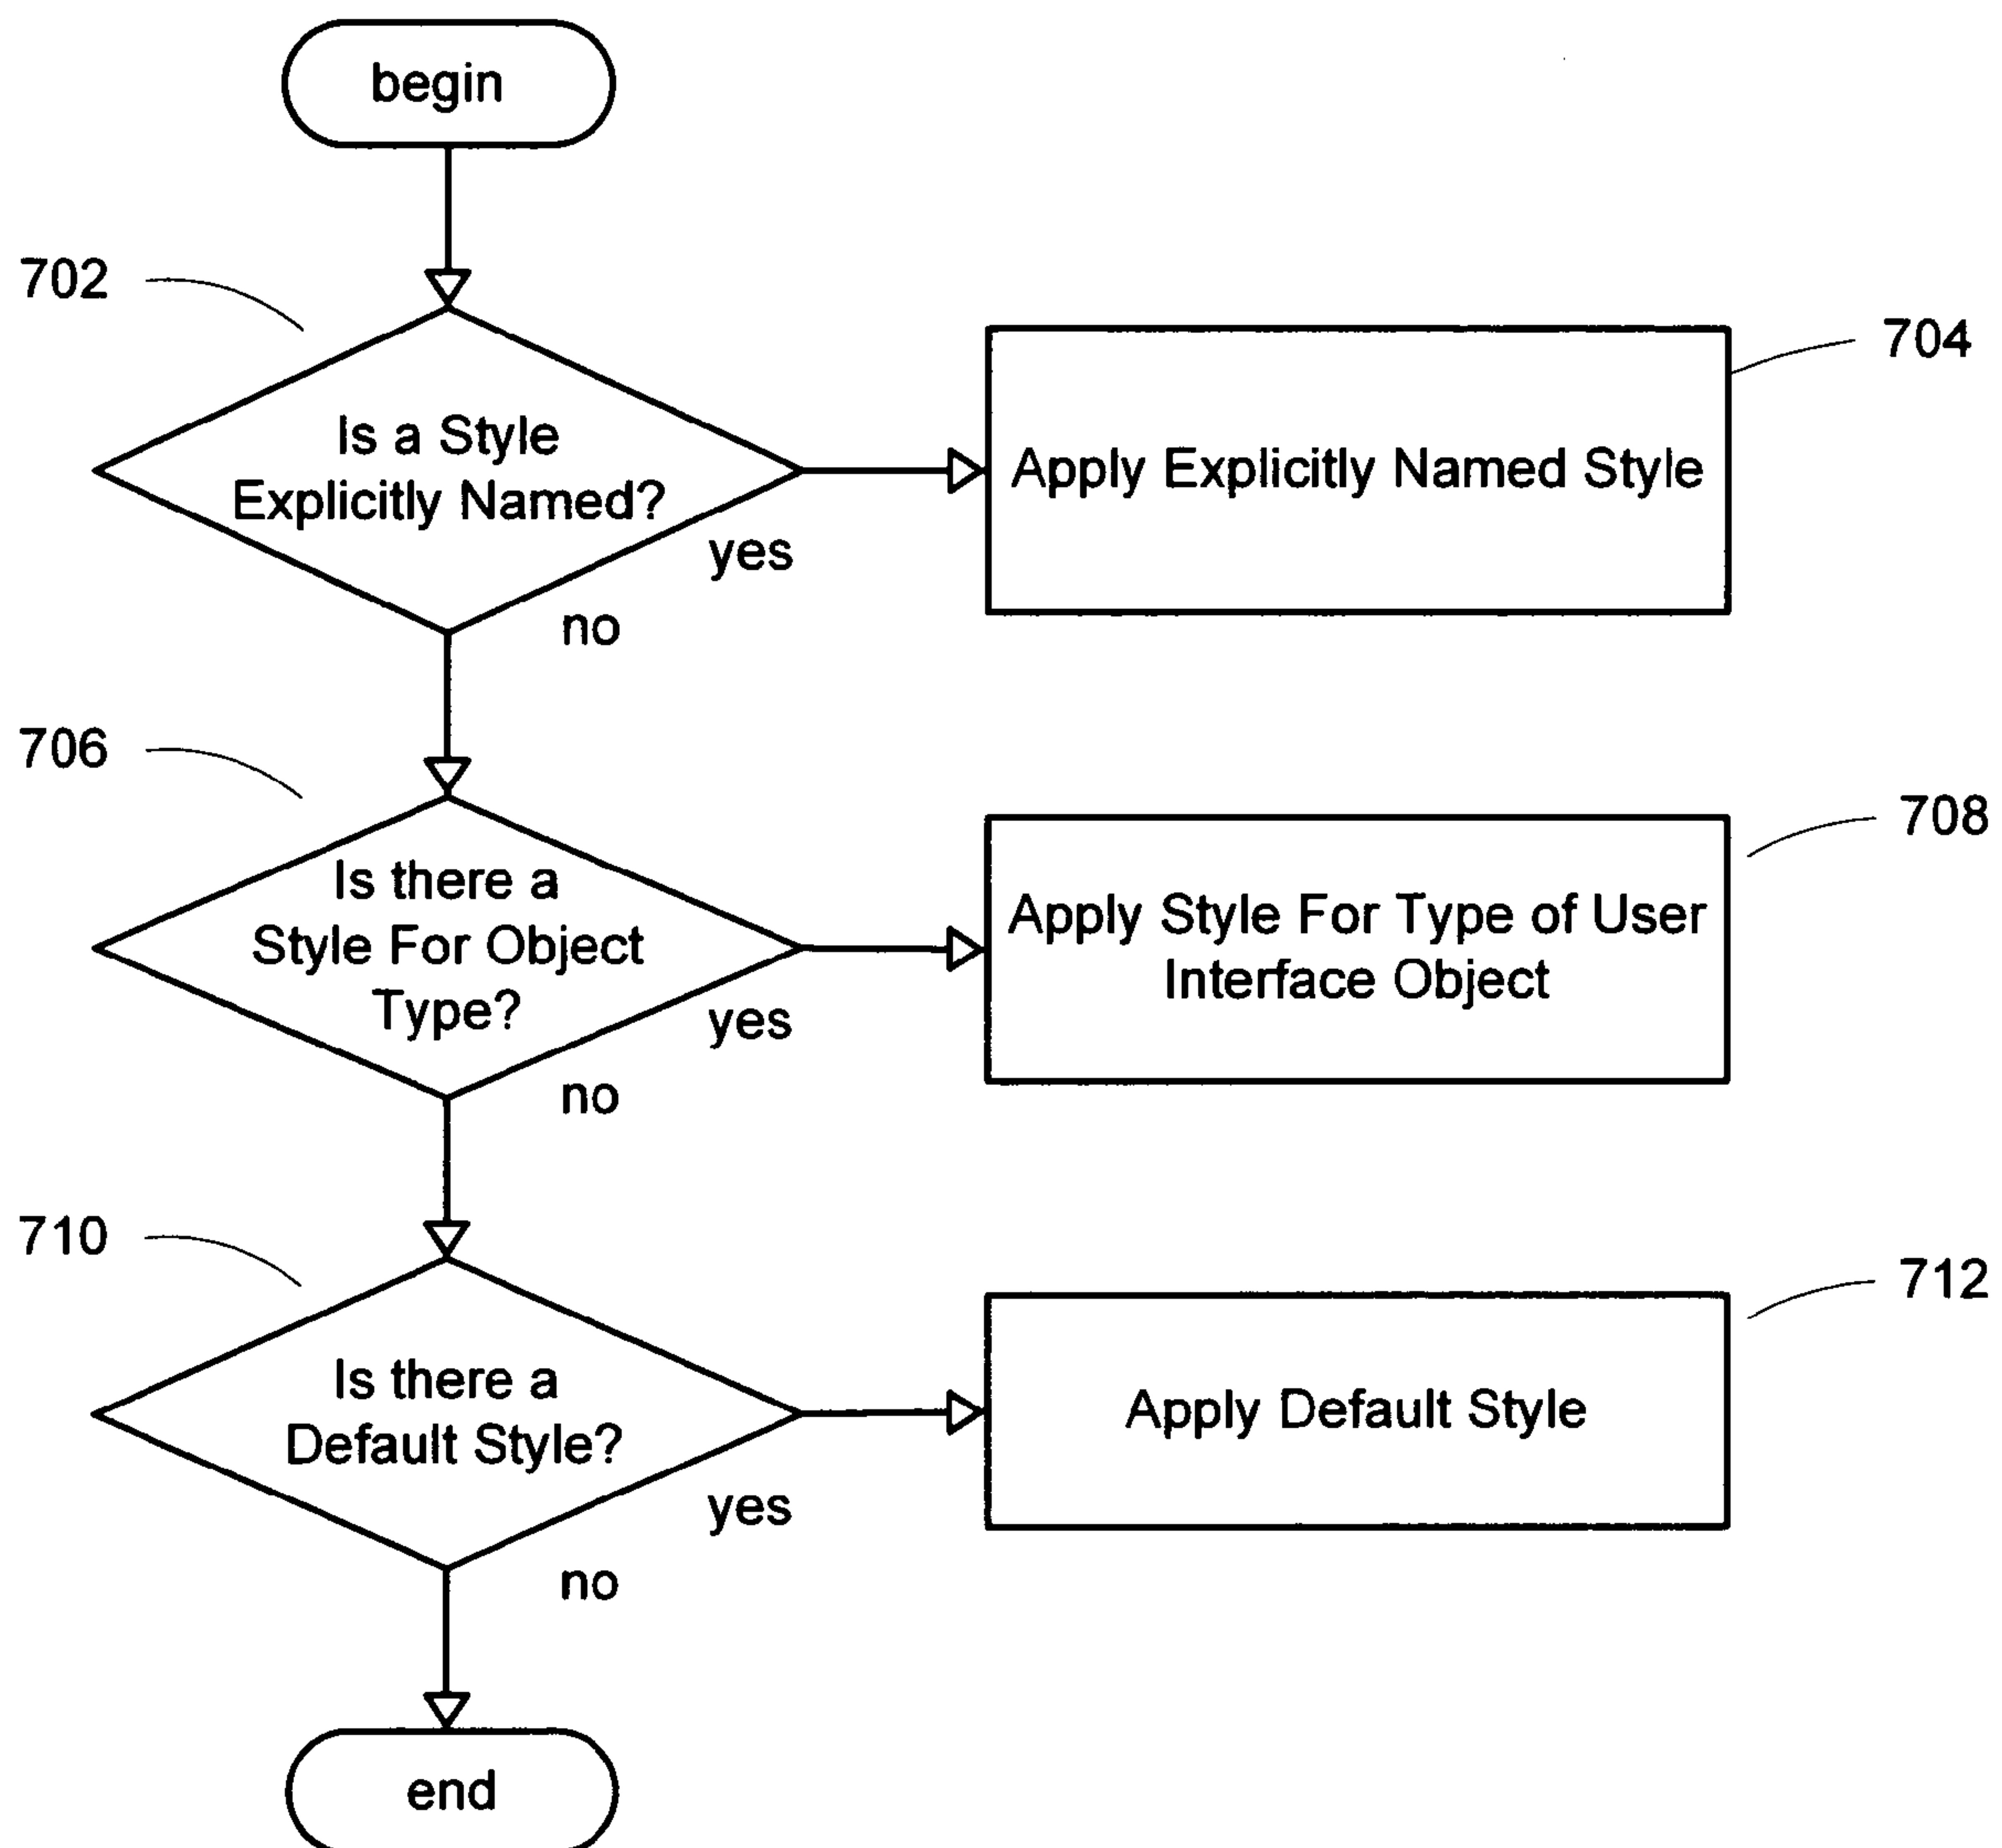 begin
702
704
Is a Style
Explicitly Named?
Apply Explicitly Named Style
yes
no
706
708
Is there a
Style For Object
Type?
Apply Style For Type of User
Interface Object
yes
no
710
712
Is there a
Default Style?
Apply Default Style
yes
no
end